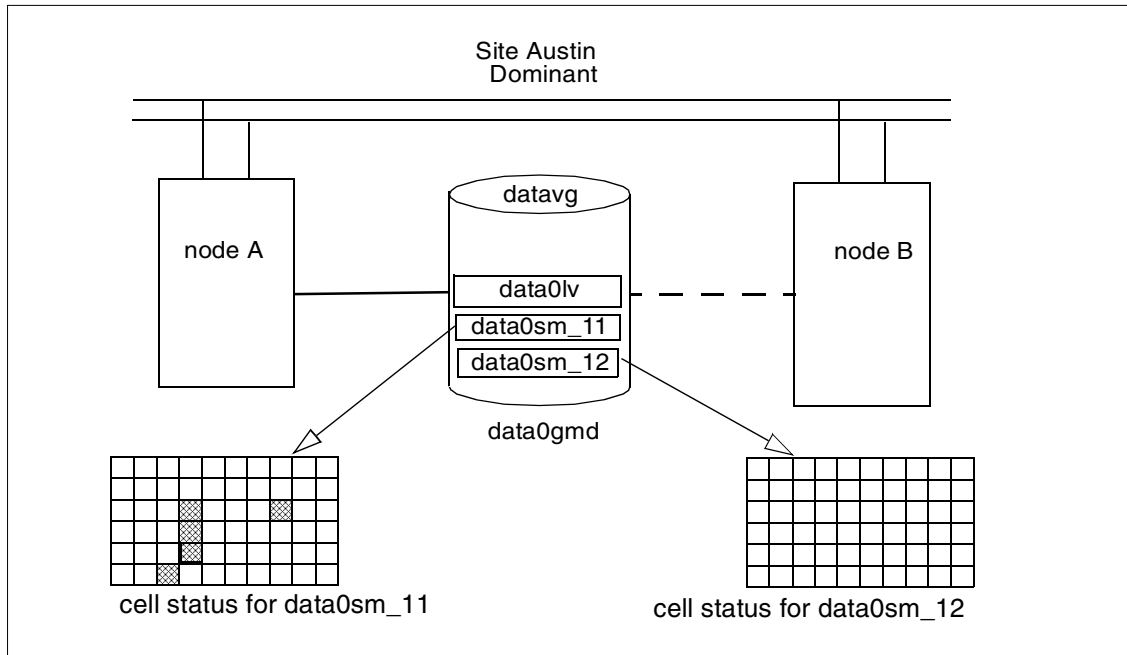 Site Austin
Dominant
node A
datavg
node B
data0lv
data0sm_11
data0sm_12
data0gmd
cell status for data0sm_11
cell status for data0sm_12